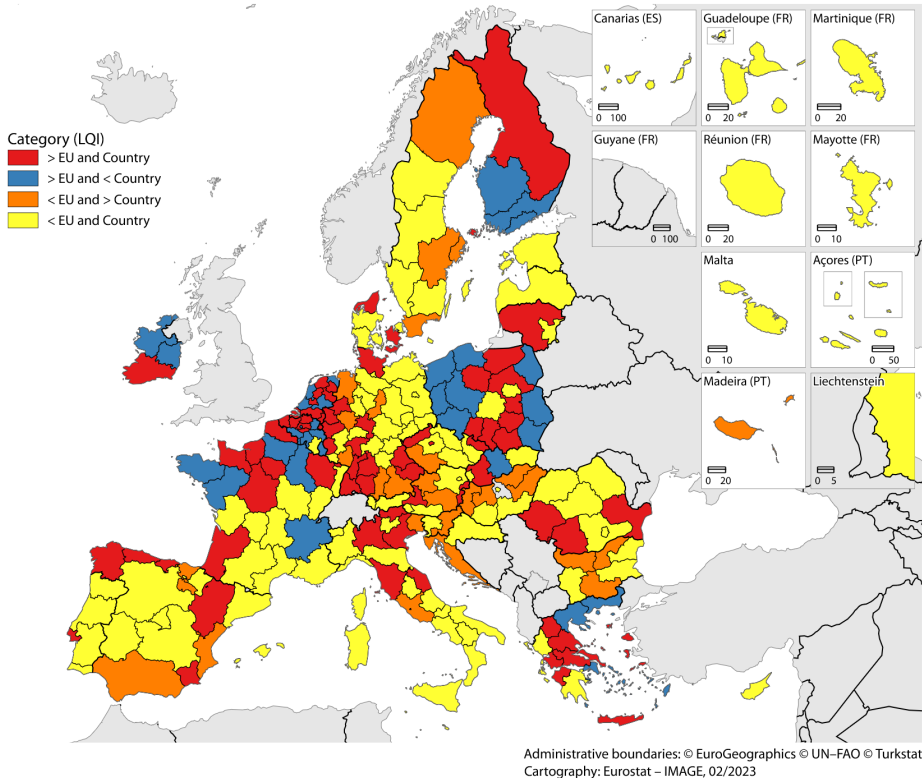 Canarias (ES)
0 100
Guadeloupe (FR)
0 20
Martinique (FR)
0 20
Category (LQI)
> EU and Country
> EU and < Country
< EU and > Country
< EU and Country
Guyane (FR)
0 100
Réunion (FR)
0 20
Mayotte (FR)
0 10
Malta
0 10
Açores (PT)
0 50
Madeira (PT)
0 20
Liechtenstein
0 5
Administrative boundaries: © EuroGeographics © UN–FAO © Turkstat
Cartography: Eurostat – IMAGE, 02/2023